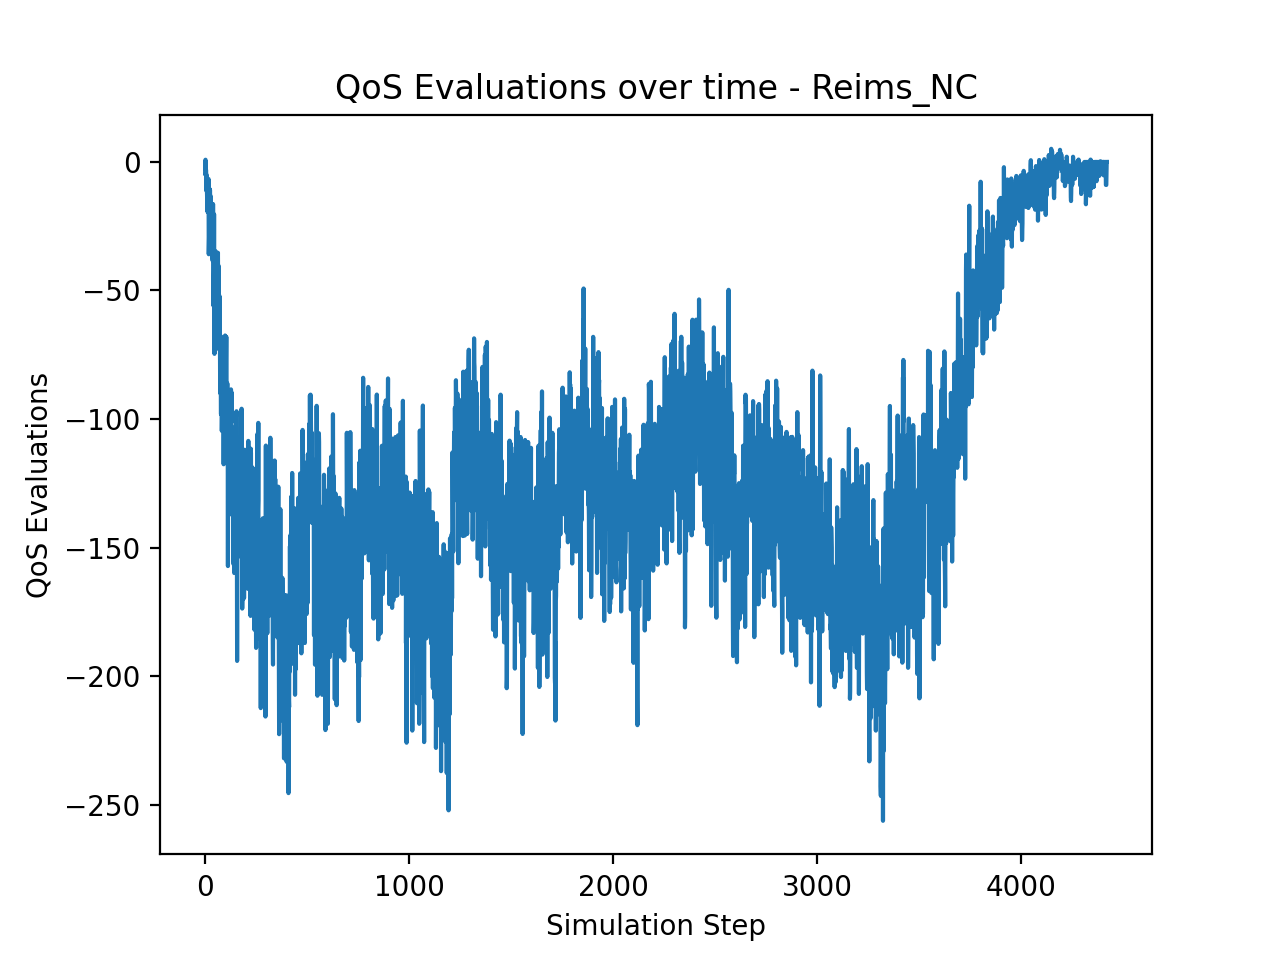 QoS Evaluations over time - Reims_NC
QoS Evaluations
0
−50
−100
−150
−200
−250
0 1000 2000 3000 4000
Simulation Step